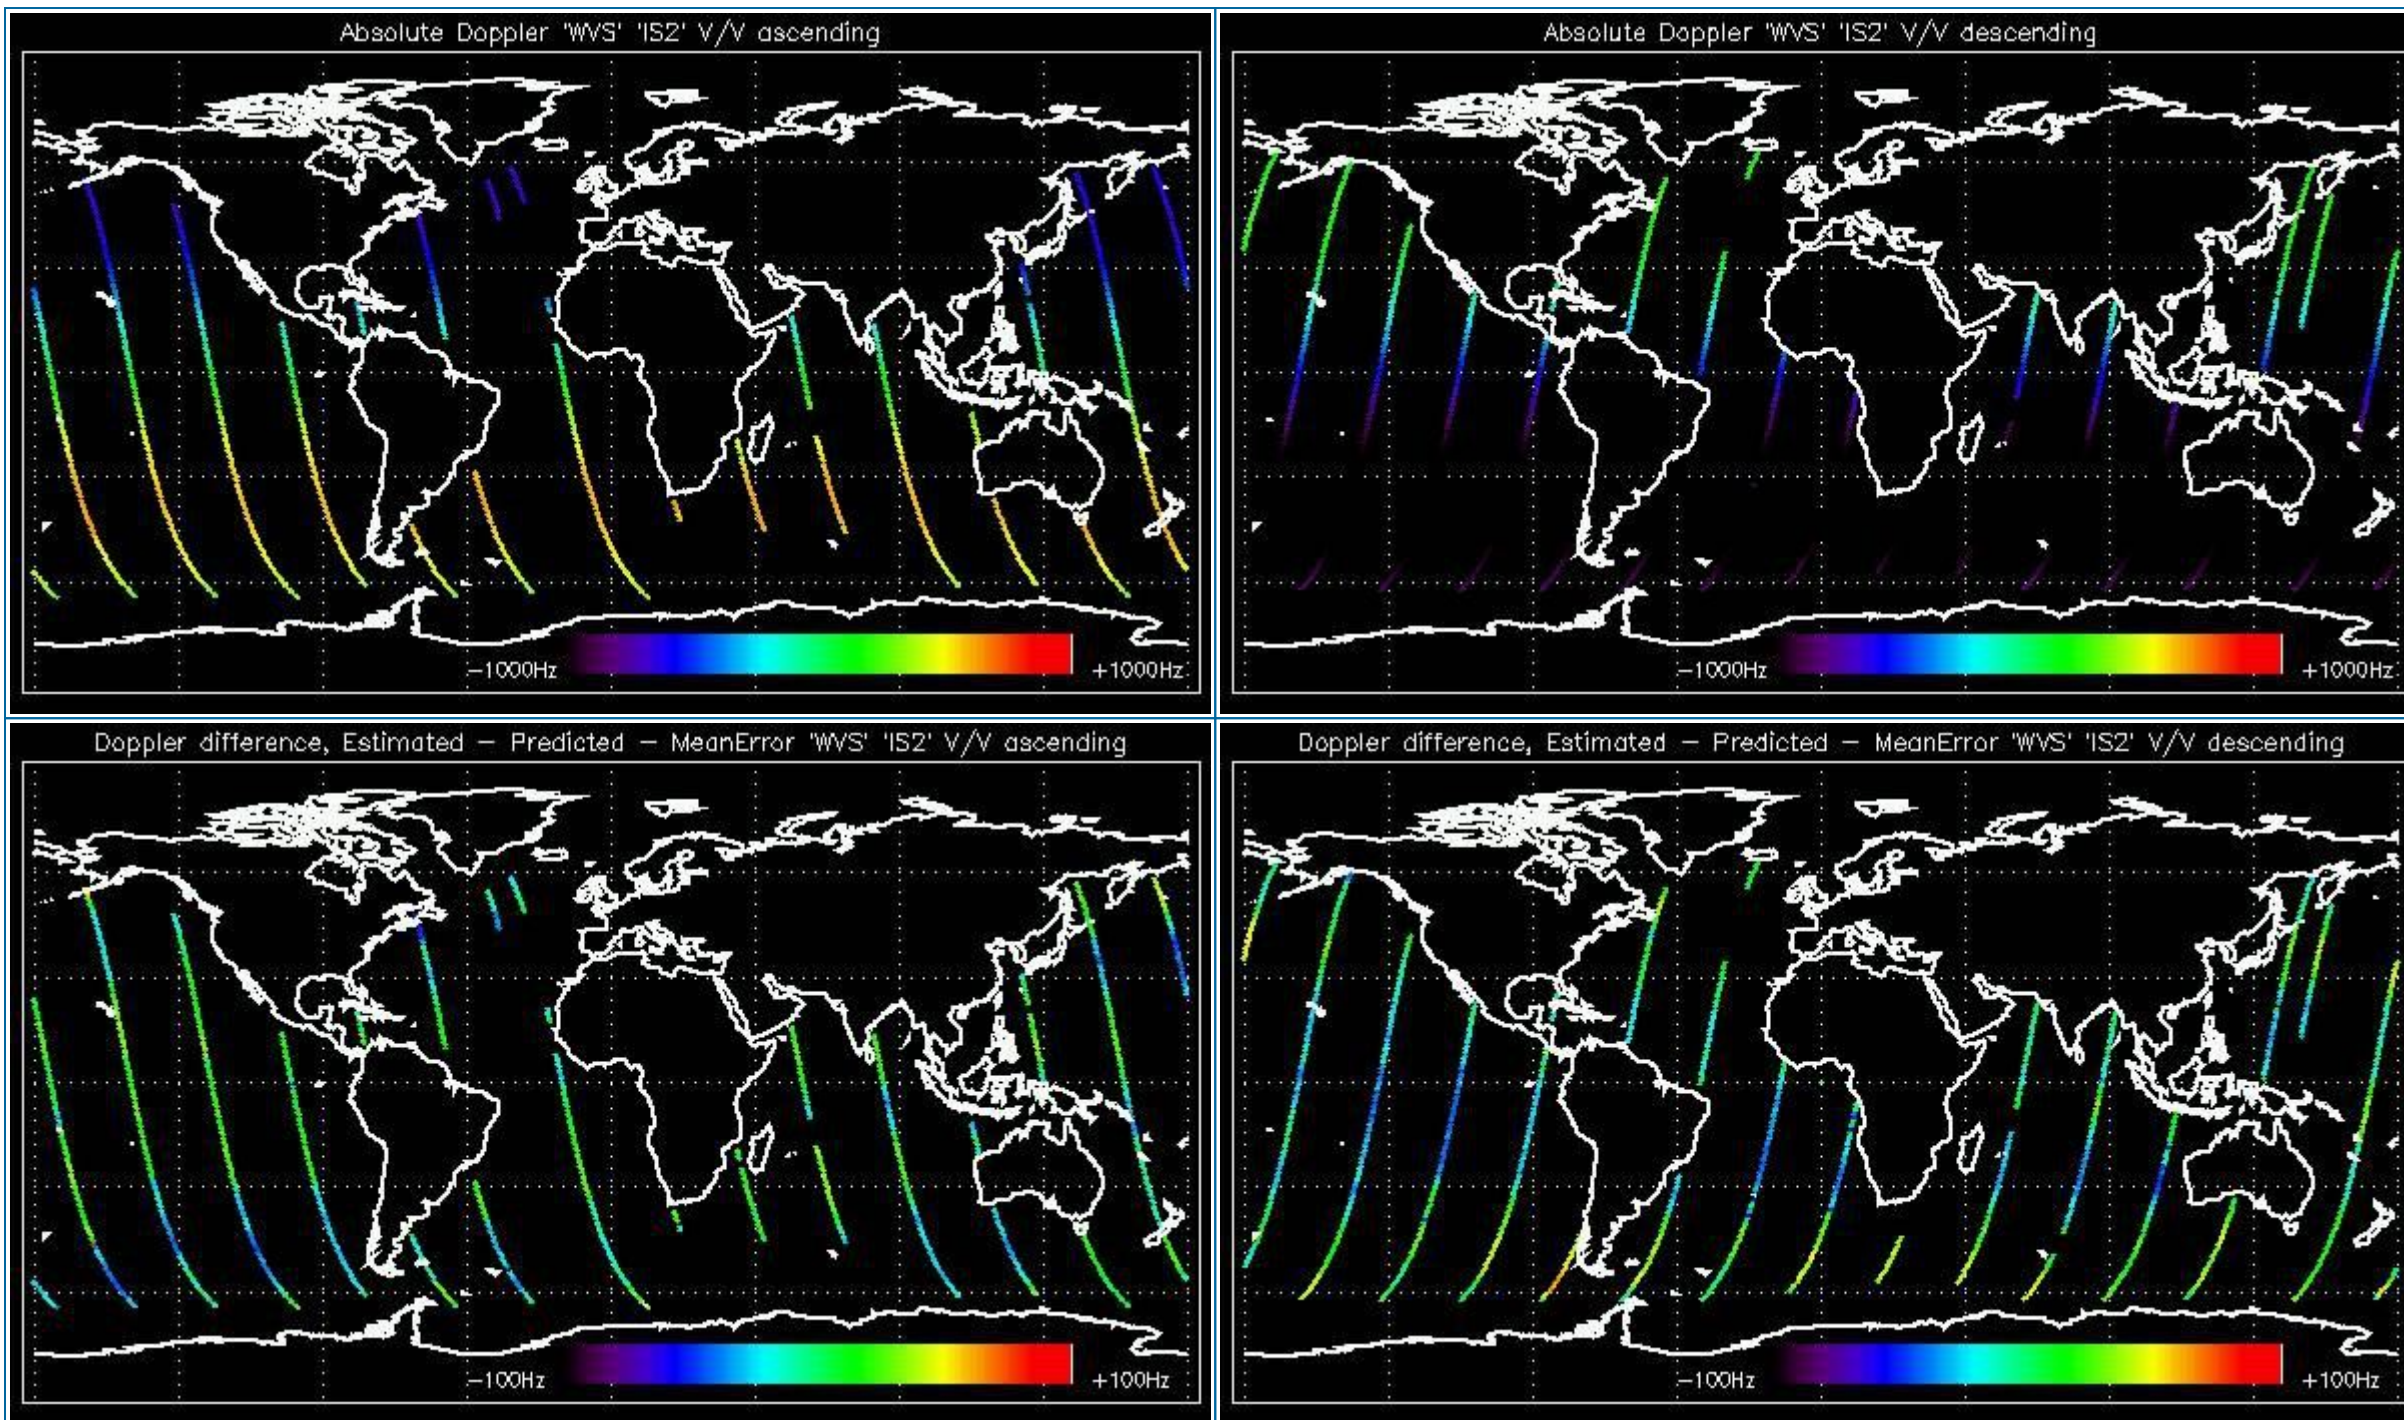 Absolute Doppler 'WVS' 'IS2' V/V ascending
-1000Hz
+1000Hz
Absolute Doppler 'WVS' 'IS2' V/V descending
-1000Hz
+1000Hz
Doppler difference, Estimated - Predicted - MeanError 'WVS' 'IS2' V/V ascending
-100Hz
+100Hz
Doppler difference, Estimated - Predicted - MeanError 'WVS' 'IS2' V/V descending
-100Hz
+100Hz